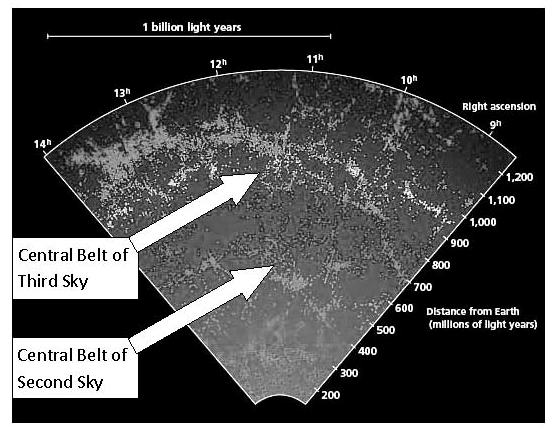 1 billion light years
14ʰ
13ʰ
12ʰ
11ʰ
10ʰ
Right ascension
9ʰ
1,200
1,100
1,000
900
800
700
600
500
400
300
200
Distance from Earth
(millions of light years)
Central Belt of
Third Sky
Central Belt of
Second Sky